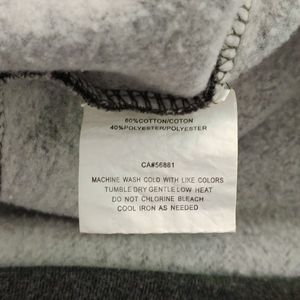 60%COTTON/COTON
40%POLYESTER/POLYESTER
CA#56881
MACHINE WASH COLD WITH LIKE COLORS
TUMBLE DRY GENTLE LOW HEAT
DO NOT CHLORINE BLEACH
COOL IRON AS NEEDED